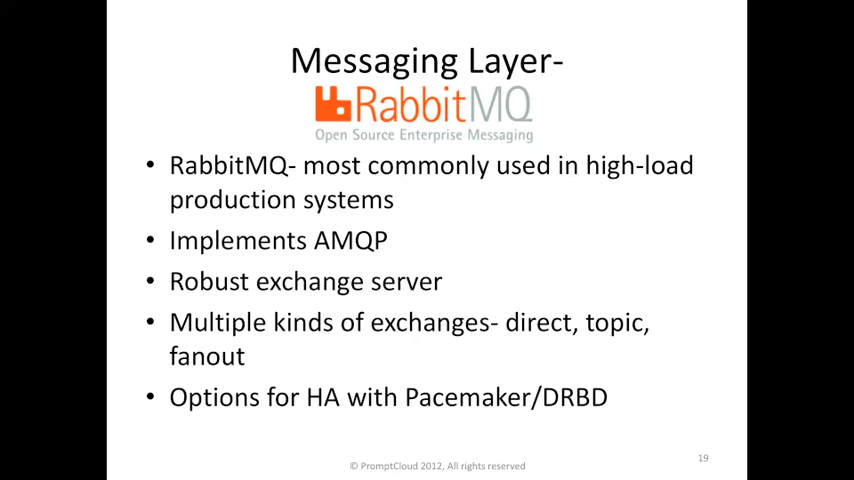 Messaging Layer-
RabbitMQ
Open Source Enterprise Messaging
• RabbitMQ- most commonly used in high-load
production systems
• Implements AMQP
• Robust exchange server
• Multiple kinds of exchanges- direct, topic,
fanout
• Options for HA with Pacemaker/DRBD
© PromptCloud 2012, All rights reserved
19